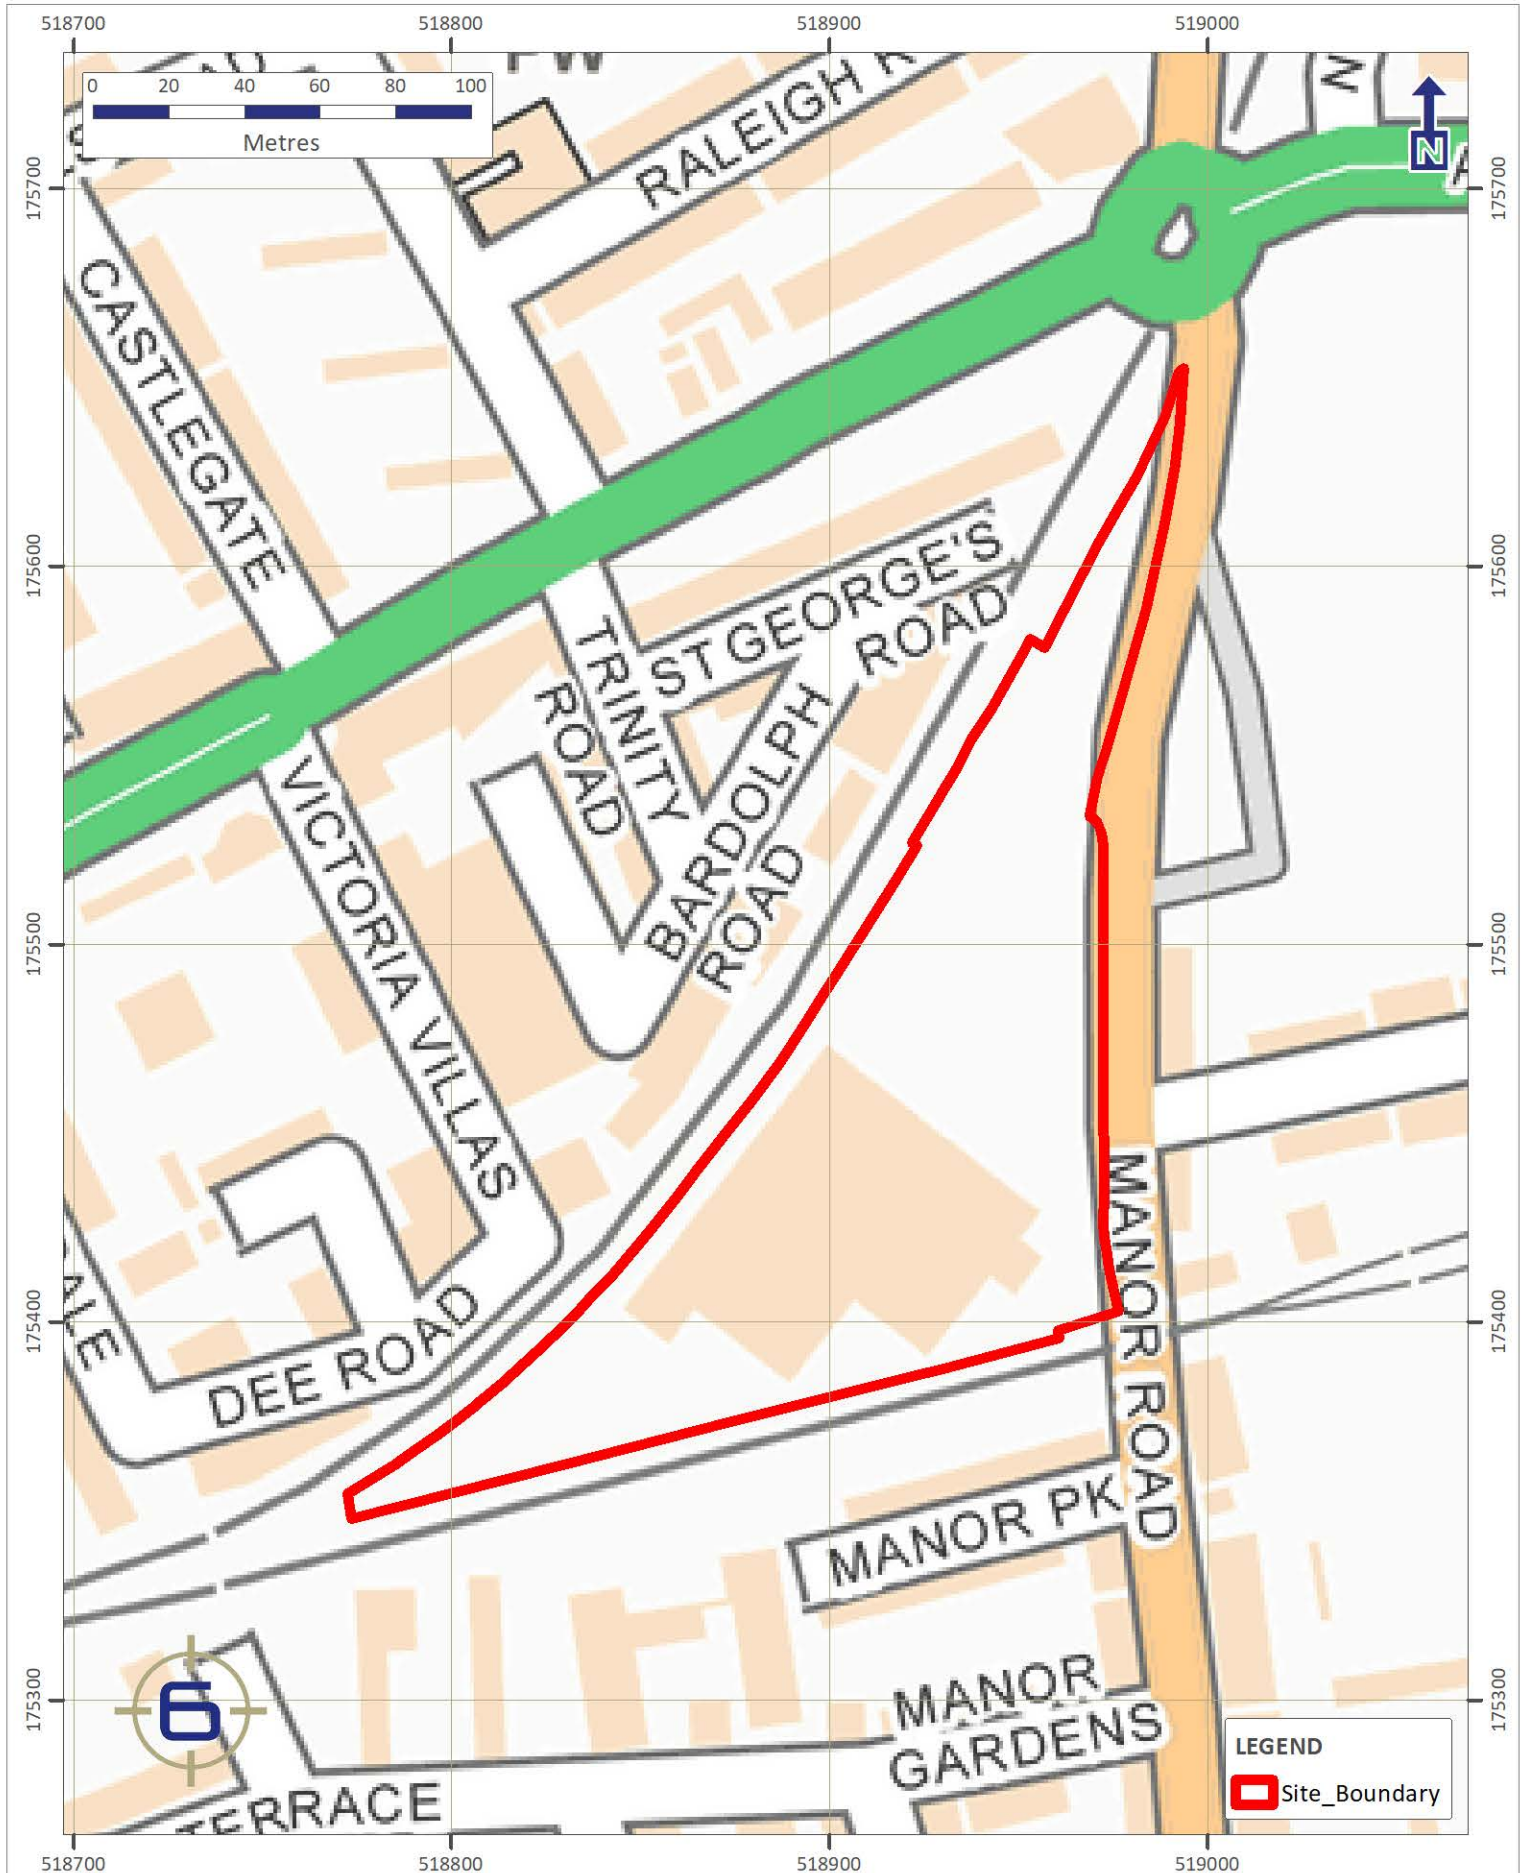 518700 518800 518900 519000
0 20 40 60 80 100
Metres
N
RALEIGH R
N
175700 175700
CASTLEGATE
175600 175600
ST GEORGE'S
ROAD
TRINITY
ROAD
BARDOLPH
ROAD
VICTORIA VILLAS
175500 175500
MANOR ROAD
175400 175400
DEE ROAD
MANOR PK
MANOR
GARDENS
175300 175300
6
TERRACE
LEGEND
Site_Boundary
518700 518800 518900 519000